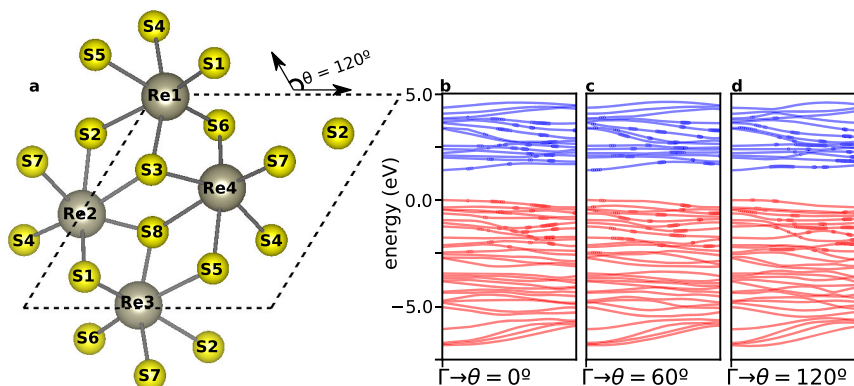 S4
S5
S1
a
θ = 120º
b
c
d
Re1
5.0
S2
S6
S2
S7
S3
S7
Re4
0.0
Re2
energy (eV)
S4
S8
S4
S1
S5
Re3
−5.0
S6
S2
S7
Γ→θ = 0º
Γ→θ = 60º
Γ→θ = 120º